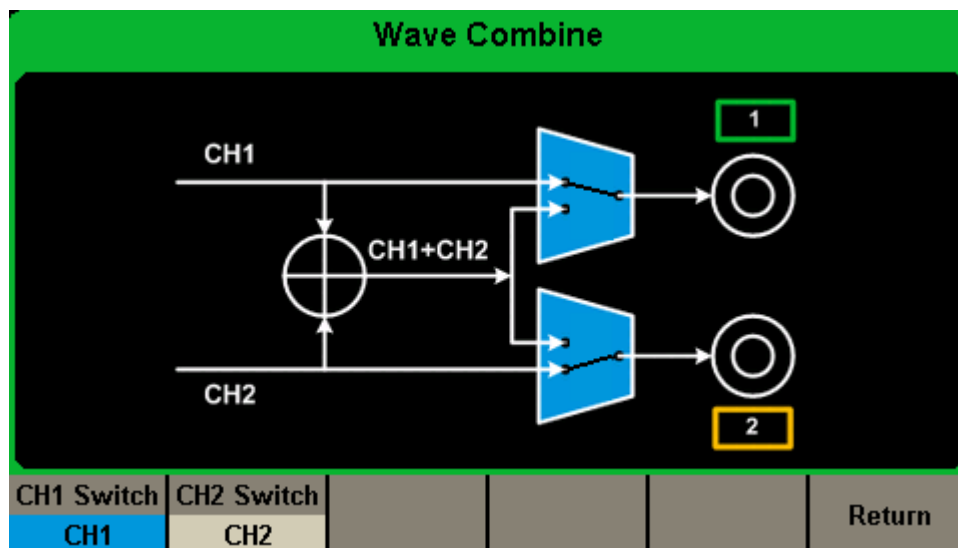 Wave Combine
1
CH1
CH1+CH2
CH2
2
CH1 Switch CH2 Switch
CH1 CH2
Return